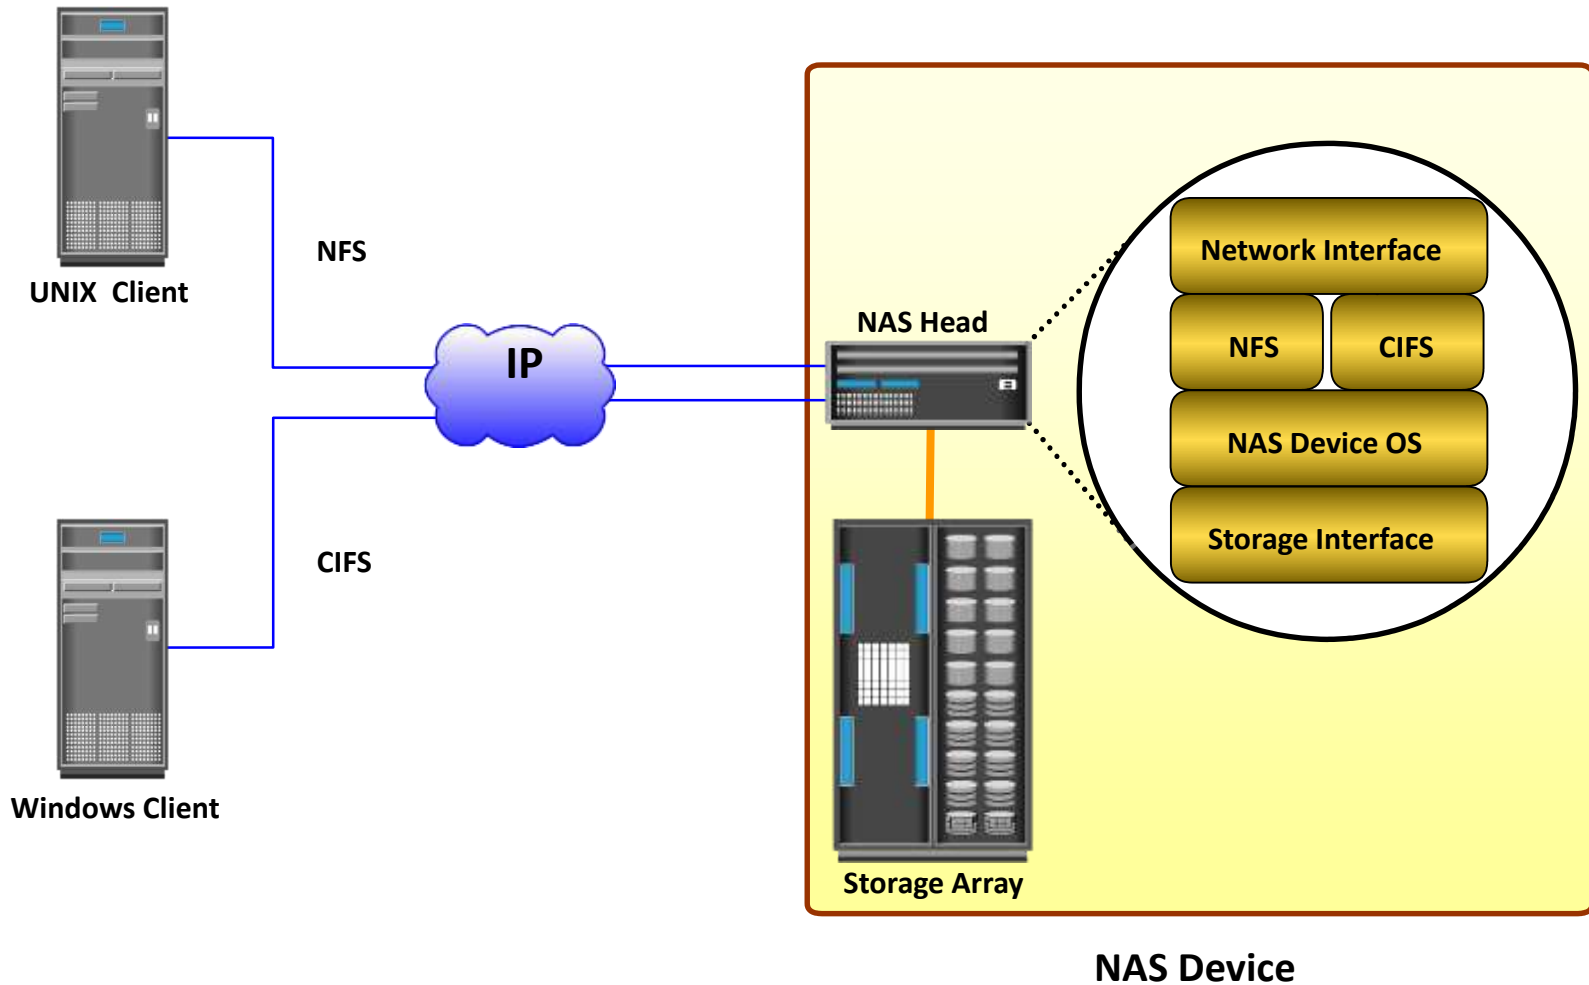 UNIX  Client
NFS
IP
CIFS
Windows Client
NAS Head
Storage Array
Network Interface
NFS
CIFS
NAS Device OS
Storage Interface
NAS Device